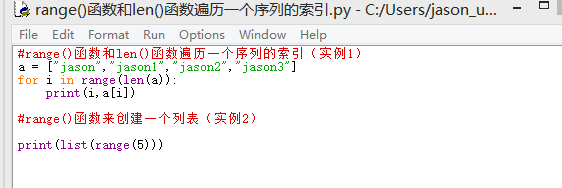 range()函数和len()函数遍历一个序列的索引.py - C:/Users/jason_u...
File Edit Format Run Options Window Help
#range()函数和len()函数遍历一个序列的索引（实例1）
a = ["jason","jason1","jason2","jason3"]
for i in range(len(a)):
    print(i,a[i])
#range()函数来创建一个列表（实例2）
print(list(range(5)))